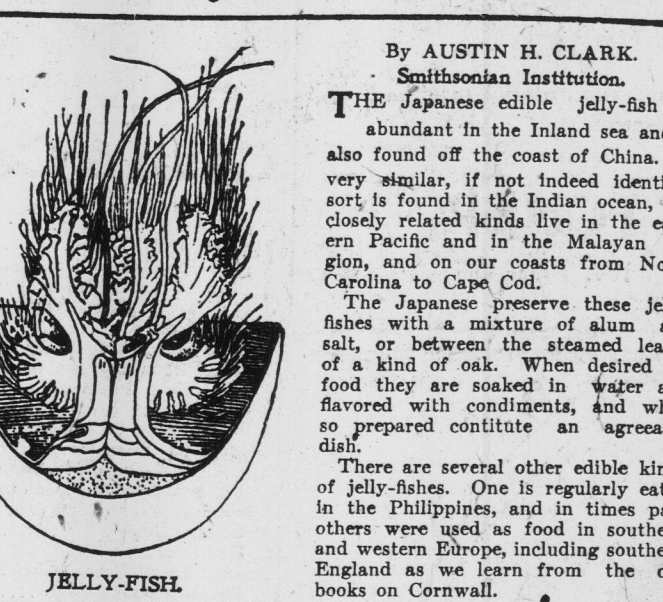 JELLY-FISH.
By AUSTIN H. CLARK.
Smithsonian Institution.
THE Japanese edible jelly-fish
abundant in the Inland sea and
also found off the coast of China.
very similar, if not indeed identi
sort is found in the Indian ocean,
closely related kinds live in the ea
ern Pacific and in the Malayan
gion, and on our coasts from No
Carolina to Cape Cod.
The Japanese preserve these je
fishes with a mixture of alum a
salt, or between the steamed lea
of a kind of oak. When desired
food they are soaked in water a
flavored with condiments, and wh
so prepared contitute an agreea
dish.
There are several other edible kin
of jelly-fishes. One is regularly eat
in the Philippines, and in times pa
others were used as food in southe
and western Europe, including southe
England as we learn from the o
books on Cornwall.